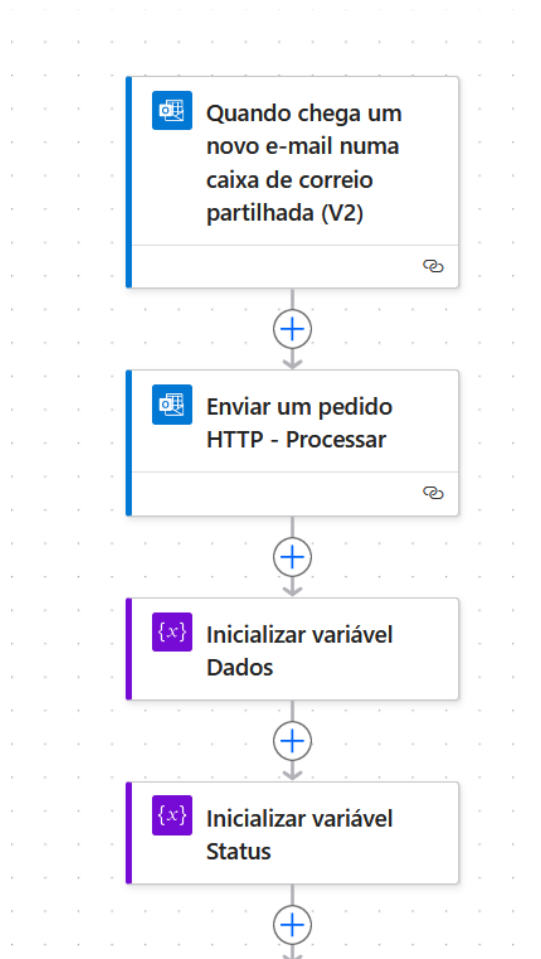 Quando chega um
novo e-mail numa
caixa de correio
partilhada (V2)
Enviar um pedido
HTTP - Processar
{x}
Inicializar variável
Dados
{x}
Inicializar variável
Status